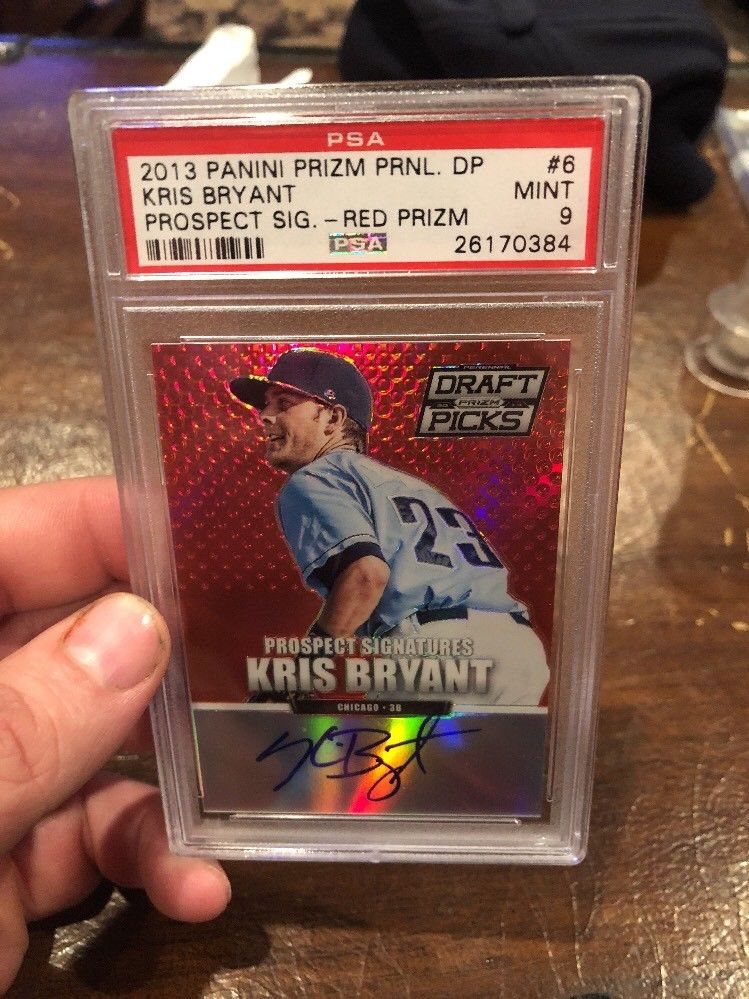 PSA
2013 PANINI PRIZM PRNL. DP #6
KRIS BRYANT MINT
PROSPECT SIG. - RED PRIZM 9
PSA 26170384
PERENNIAL
DRAFT
PRIZM
PICKS
23
PROSPECT SIGNATURES
KRIS BRYANT
CHICAGO • 3B